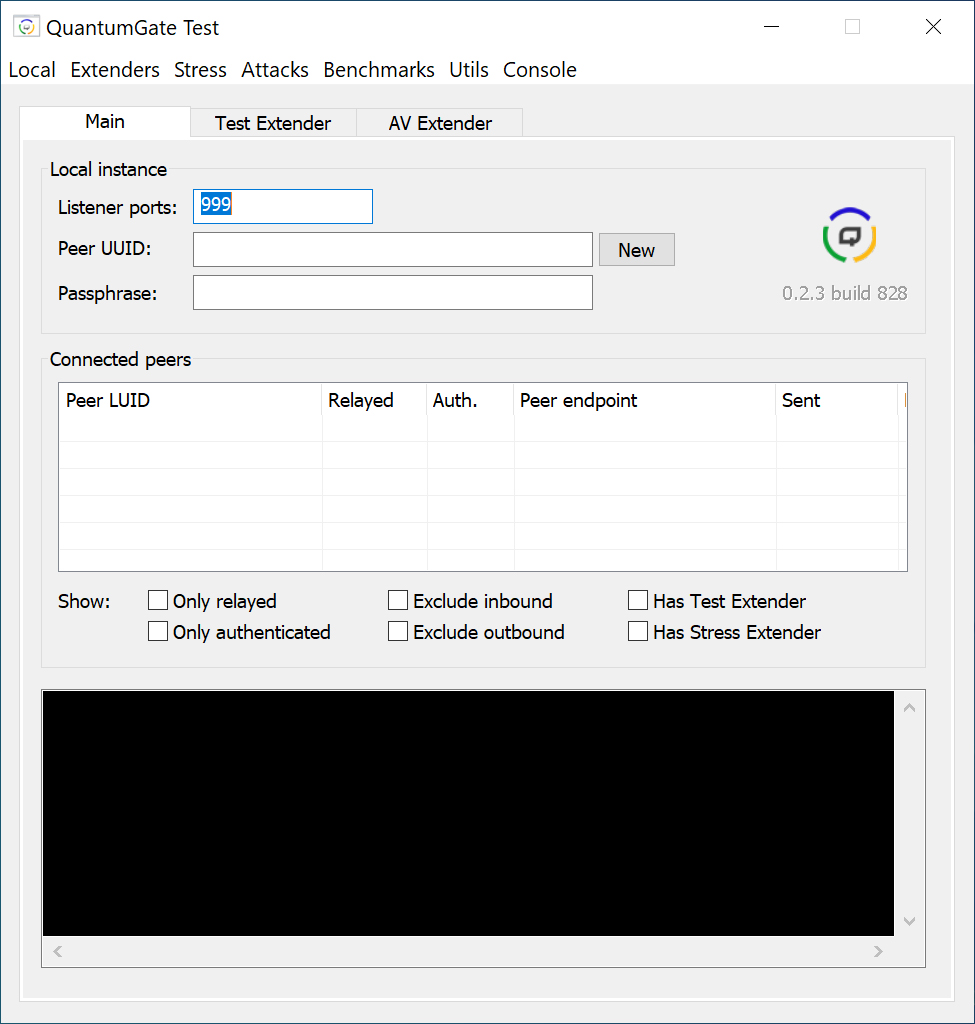 QuantumGate Test
Local Extenders Stress Attacks Benchmarks Utils Console
Main Test Extender AV Extender
Local instance
Listener ports: 999
Peer UUID: New
Passphrase:
0.2.3 build 828
Connected peers
Peer LUID Relayed Auth. Peer endpoint Sent
Show: Only relayed Exclude inbound Has Test Extender
Only authenticated Exclude outbound Has Stress Extender